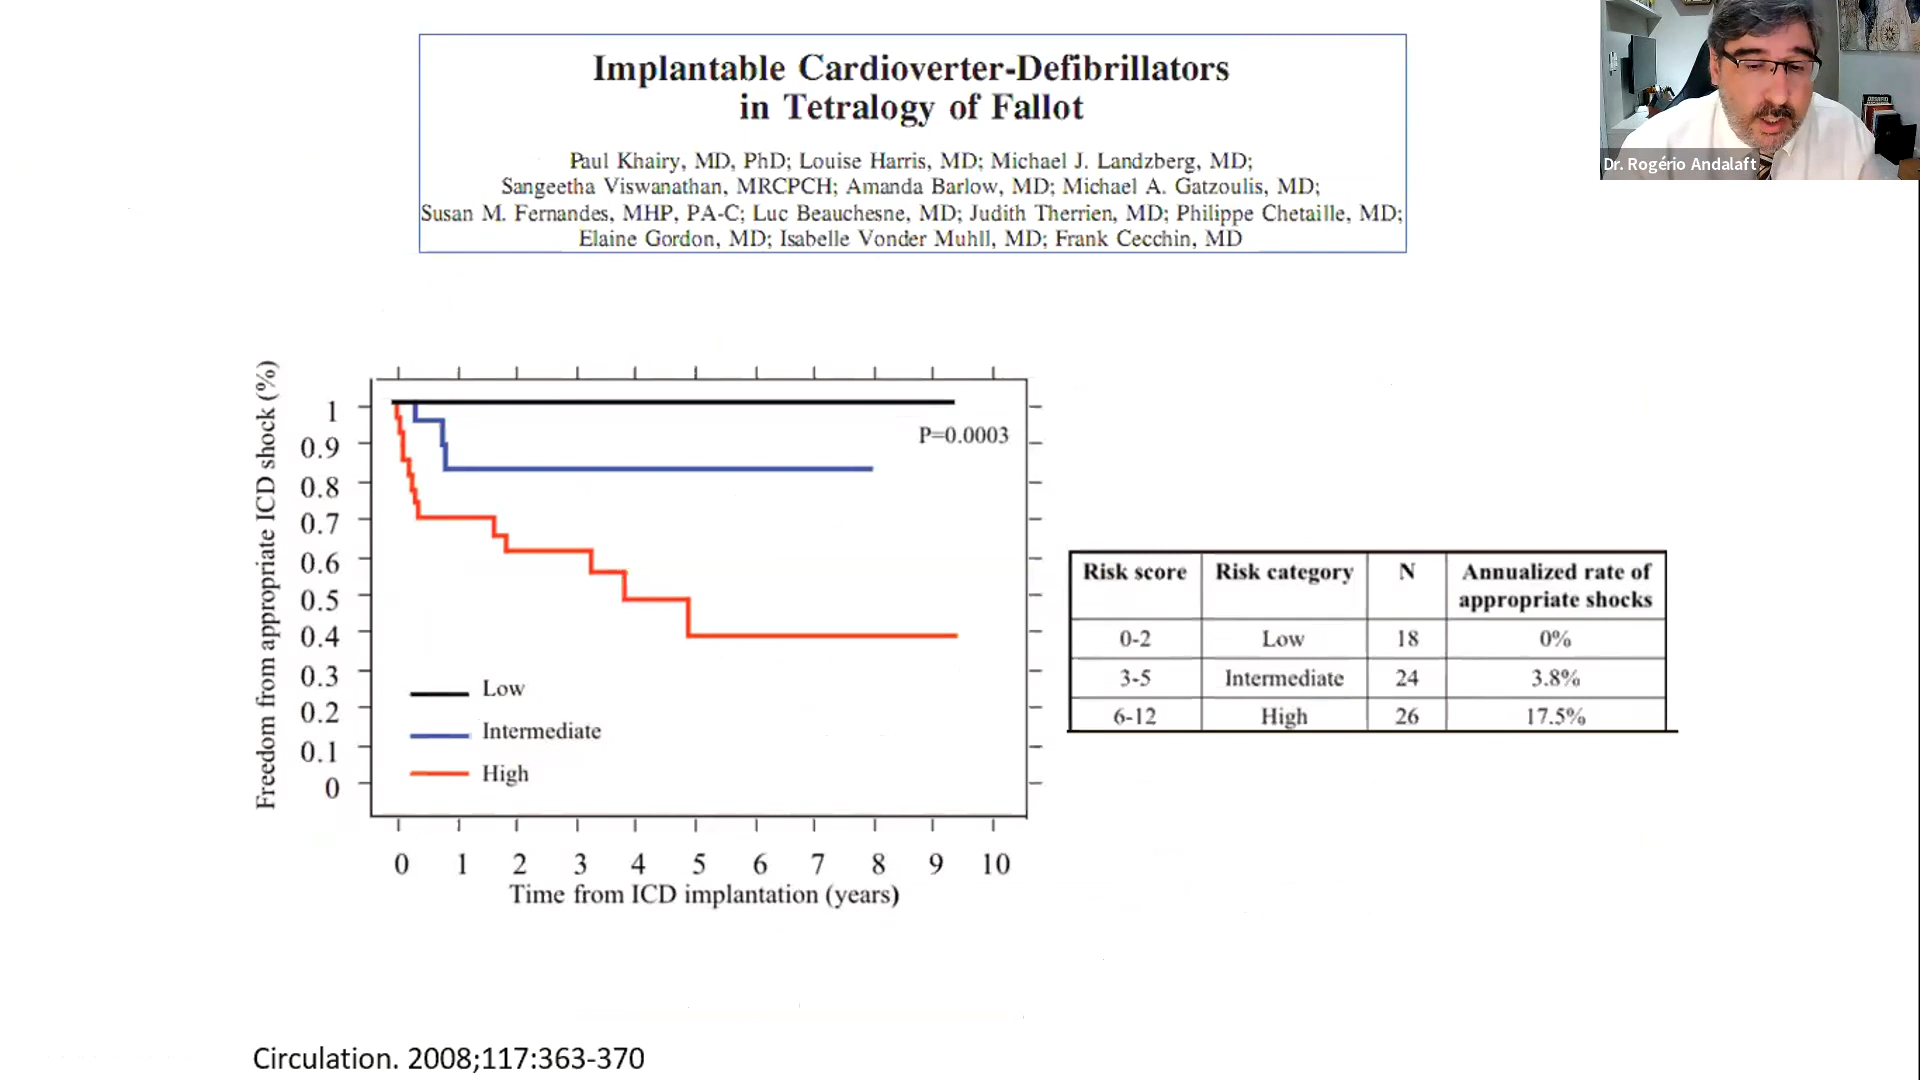 Implantable Cardioverter-Defibrillators
in Tetralogy of Fallot
Paul Khairy, MD, PhD; Louise Harris, MD; Michael J. Landzberg, MD;
Sangeetha Viswanathan, MRCPCH; Amanda Barlow, MD; Michael A. Gatzoulis, MD;
Susan M. Fernandes, MHP, PA-C; Luc Beauchesne, MD; Judith Therrien, MD; Philippe Chetaille, MD;
Elaine Gordon, MD; Isabelle Vonder Muhll, MD; Frank Cecchin, MD
Dr. Rogério Andalaft
Freedom from appropriate ICD shock (%)
1
0.9
0.8
0.7
0.6
0.5
0.4
0.3
0.2
0.1
0
P=0.0003
Low
Intermediate
High
0 1 2 3 4 5 6 7 8 9 10
Time from ICD implantation (years)
Risk score Risk category N Annualized rate of
appropriate shocks
0-2 Low 18 0%
3-5 Intermediate 24 3.8%
6-12 High 26 17.5%
Circulation. 2008;117:363-370